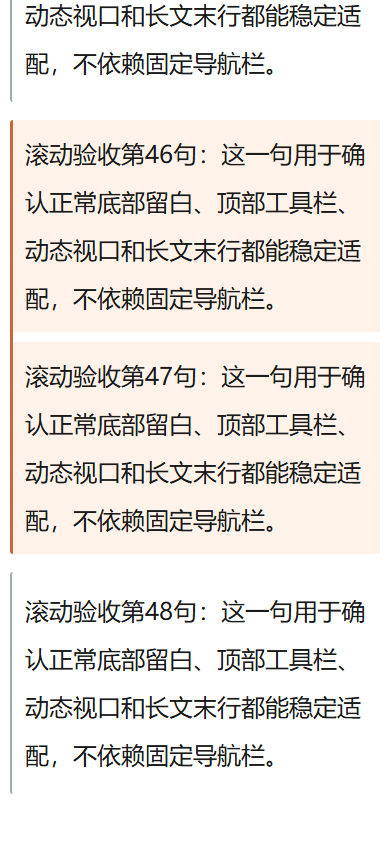 动态视口和长文末行都能稳定适
配，不依赖固定导航栏。
滚动验收第46句：这一句用于确
认正常底部留白、顶部工具栏、
动态视口和长文末行都能稳定适
配，不依赖固定导航栏。
滚动验收第47句：这一句用于确
认正常底部留白、顶部工具栏、
动态视口和长文末行都能稳定适
配，不依赖固定导航栏。
滚动验收第48句：这一句用于确
认正常底部留白、顶部工具栏、
动态视口和长文末行都能稳定适
配，不依赖固定导航栏。